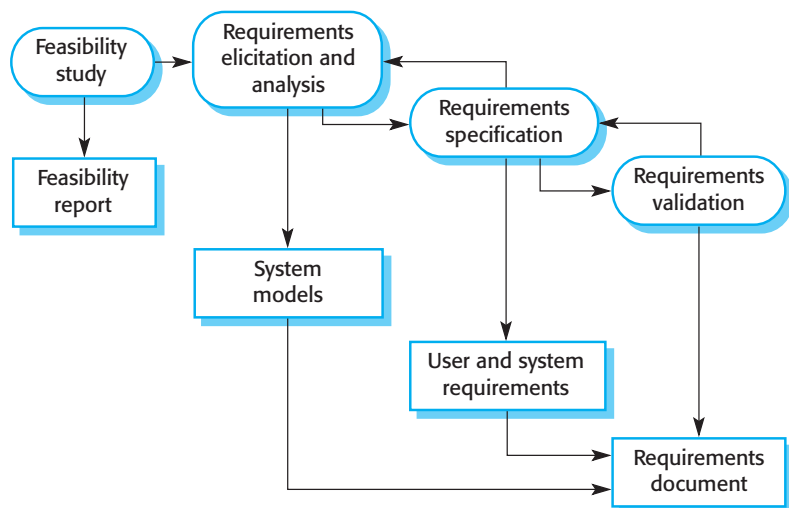 Feasibility
study
Requirements
elicitation and
analysis
Requirements
specification
Requirements
validation
Feasibility
report
System
models
User and system
requirements
Requirements
document